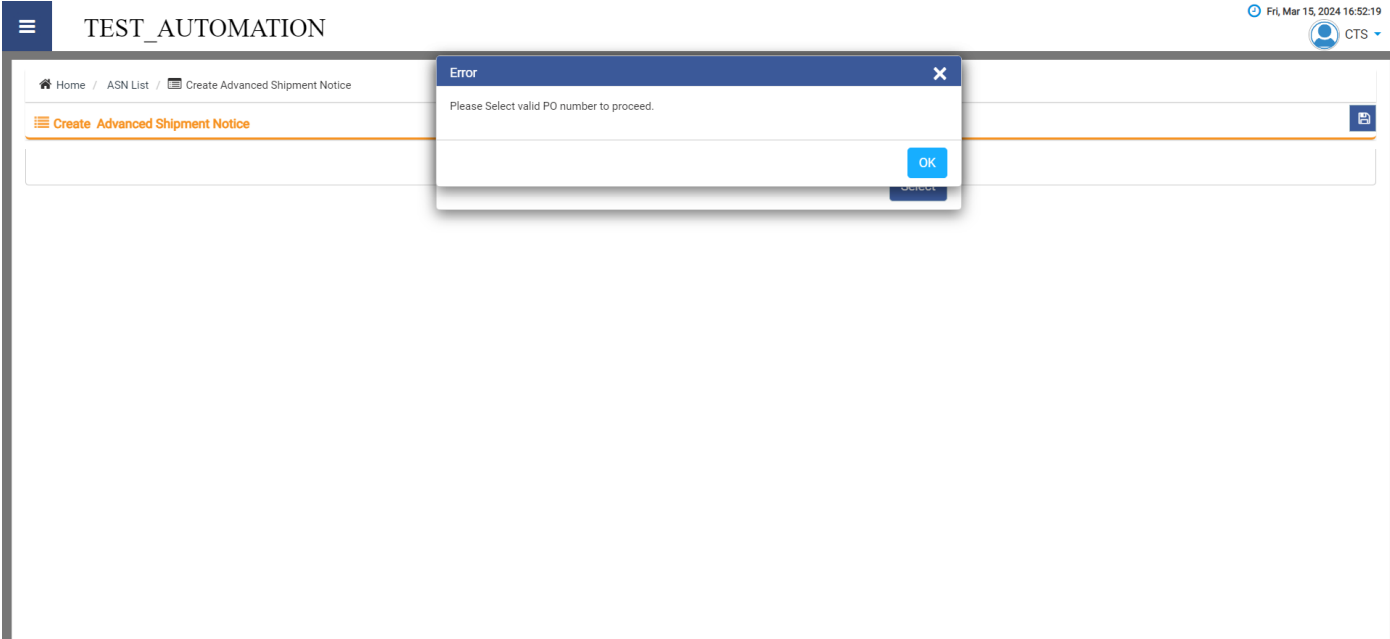 TEST_AUTOMATION
Fri, Mar 15, 2024 16:52:19
CTS
Home / ASN List / Create Advanced Shipment Notice
Create Advanced Shipment Notice
Error
Please Select valid PO number to proceed.
OK
Select